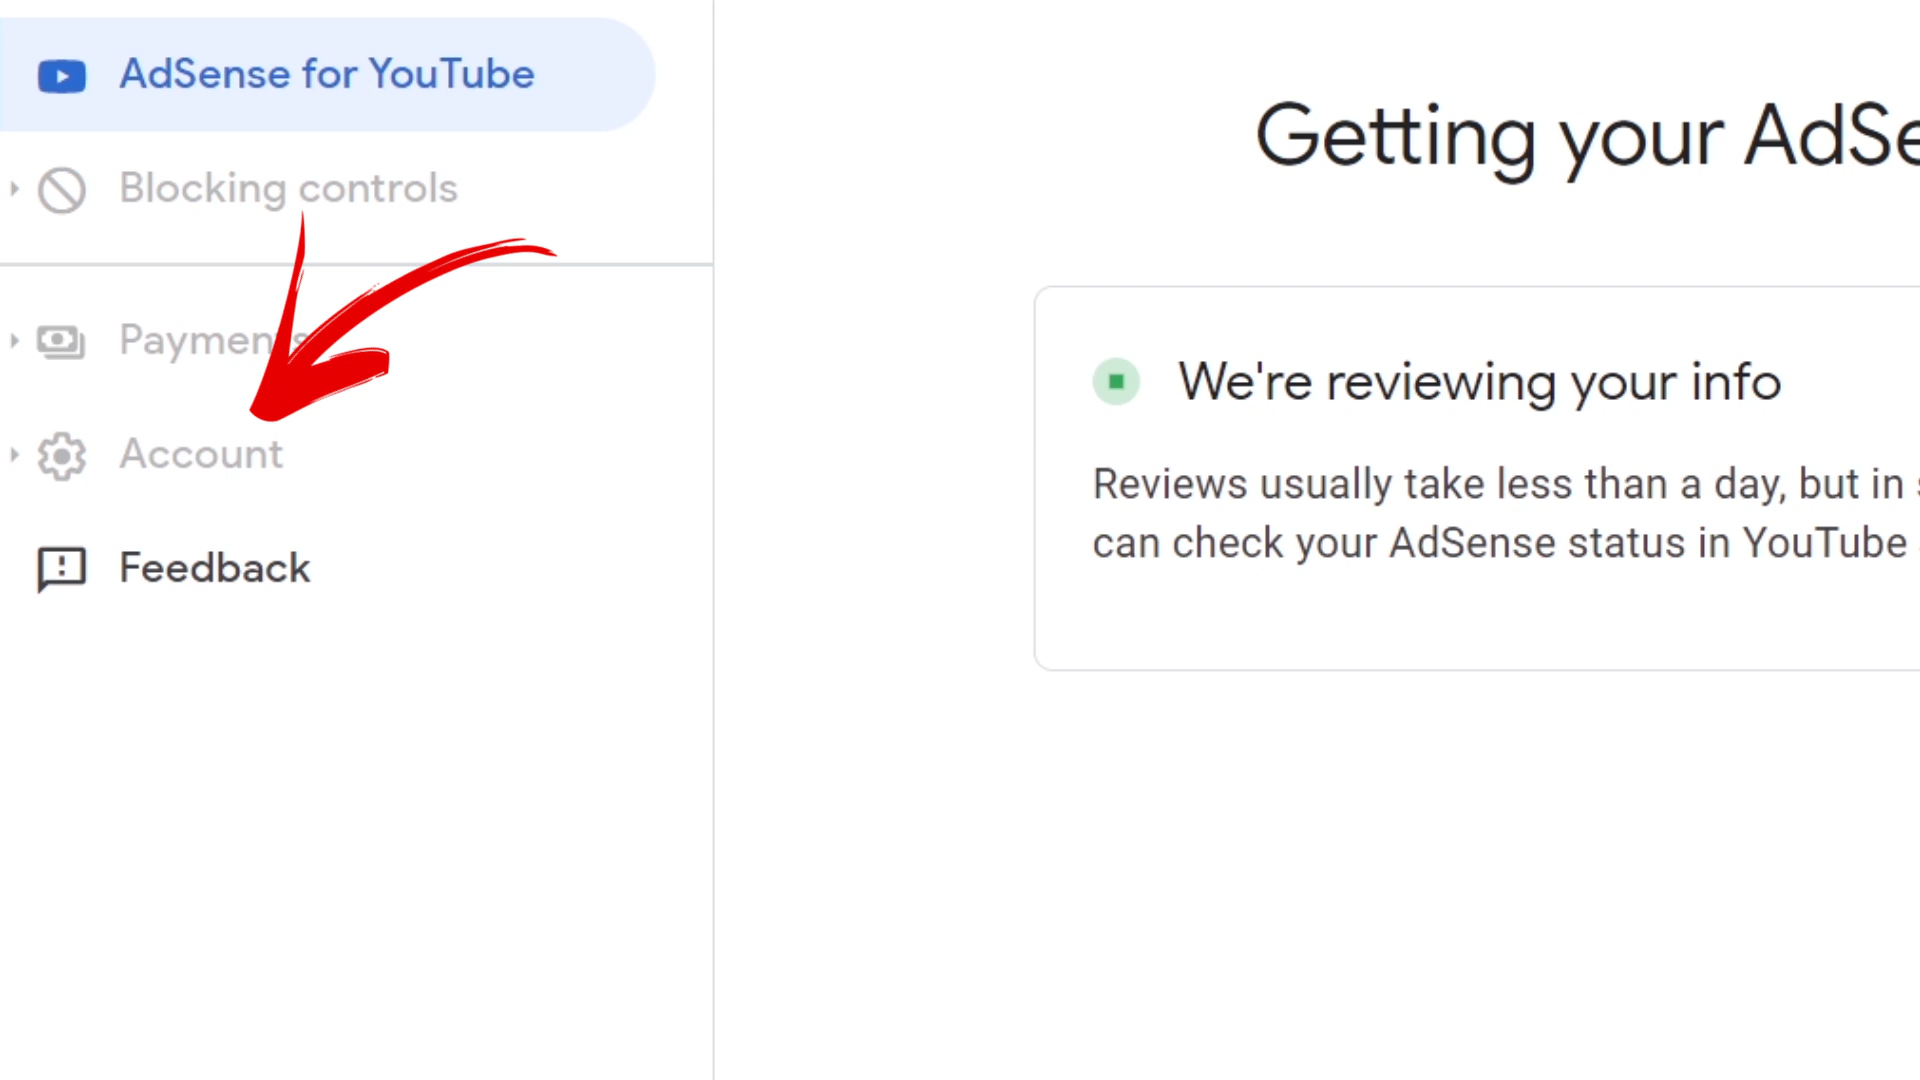 AdSense for YouTube
Blocking controls
Payments
Account
Feedback
Getting your
We're reviewing your info
Reviews usually take less than a day, but in
can check your AdSense status in YouTube